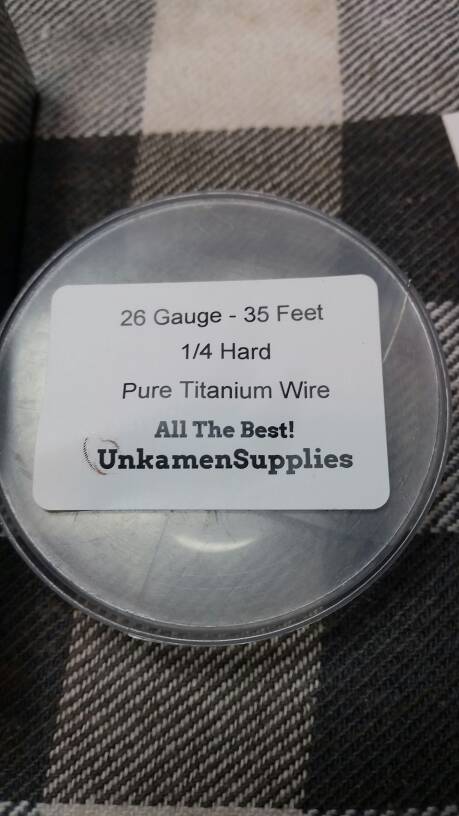 26 Gauge - 35 Feet
1/4 Hard
Pure Titanium Wire
All The Best!
UnkamenSupplies